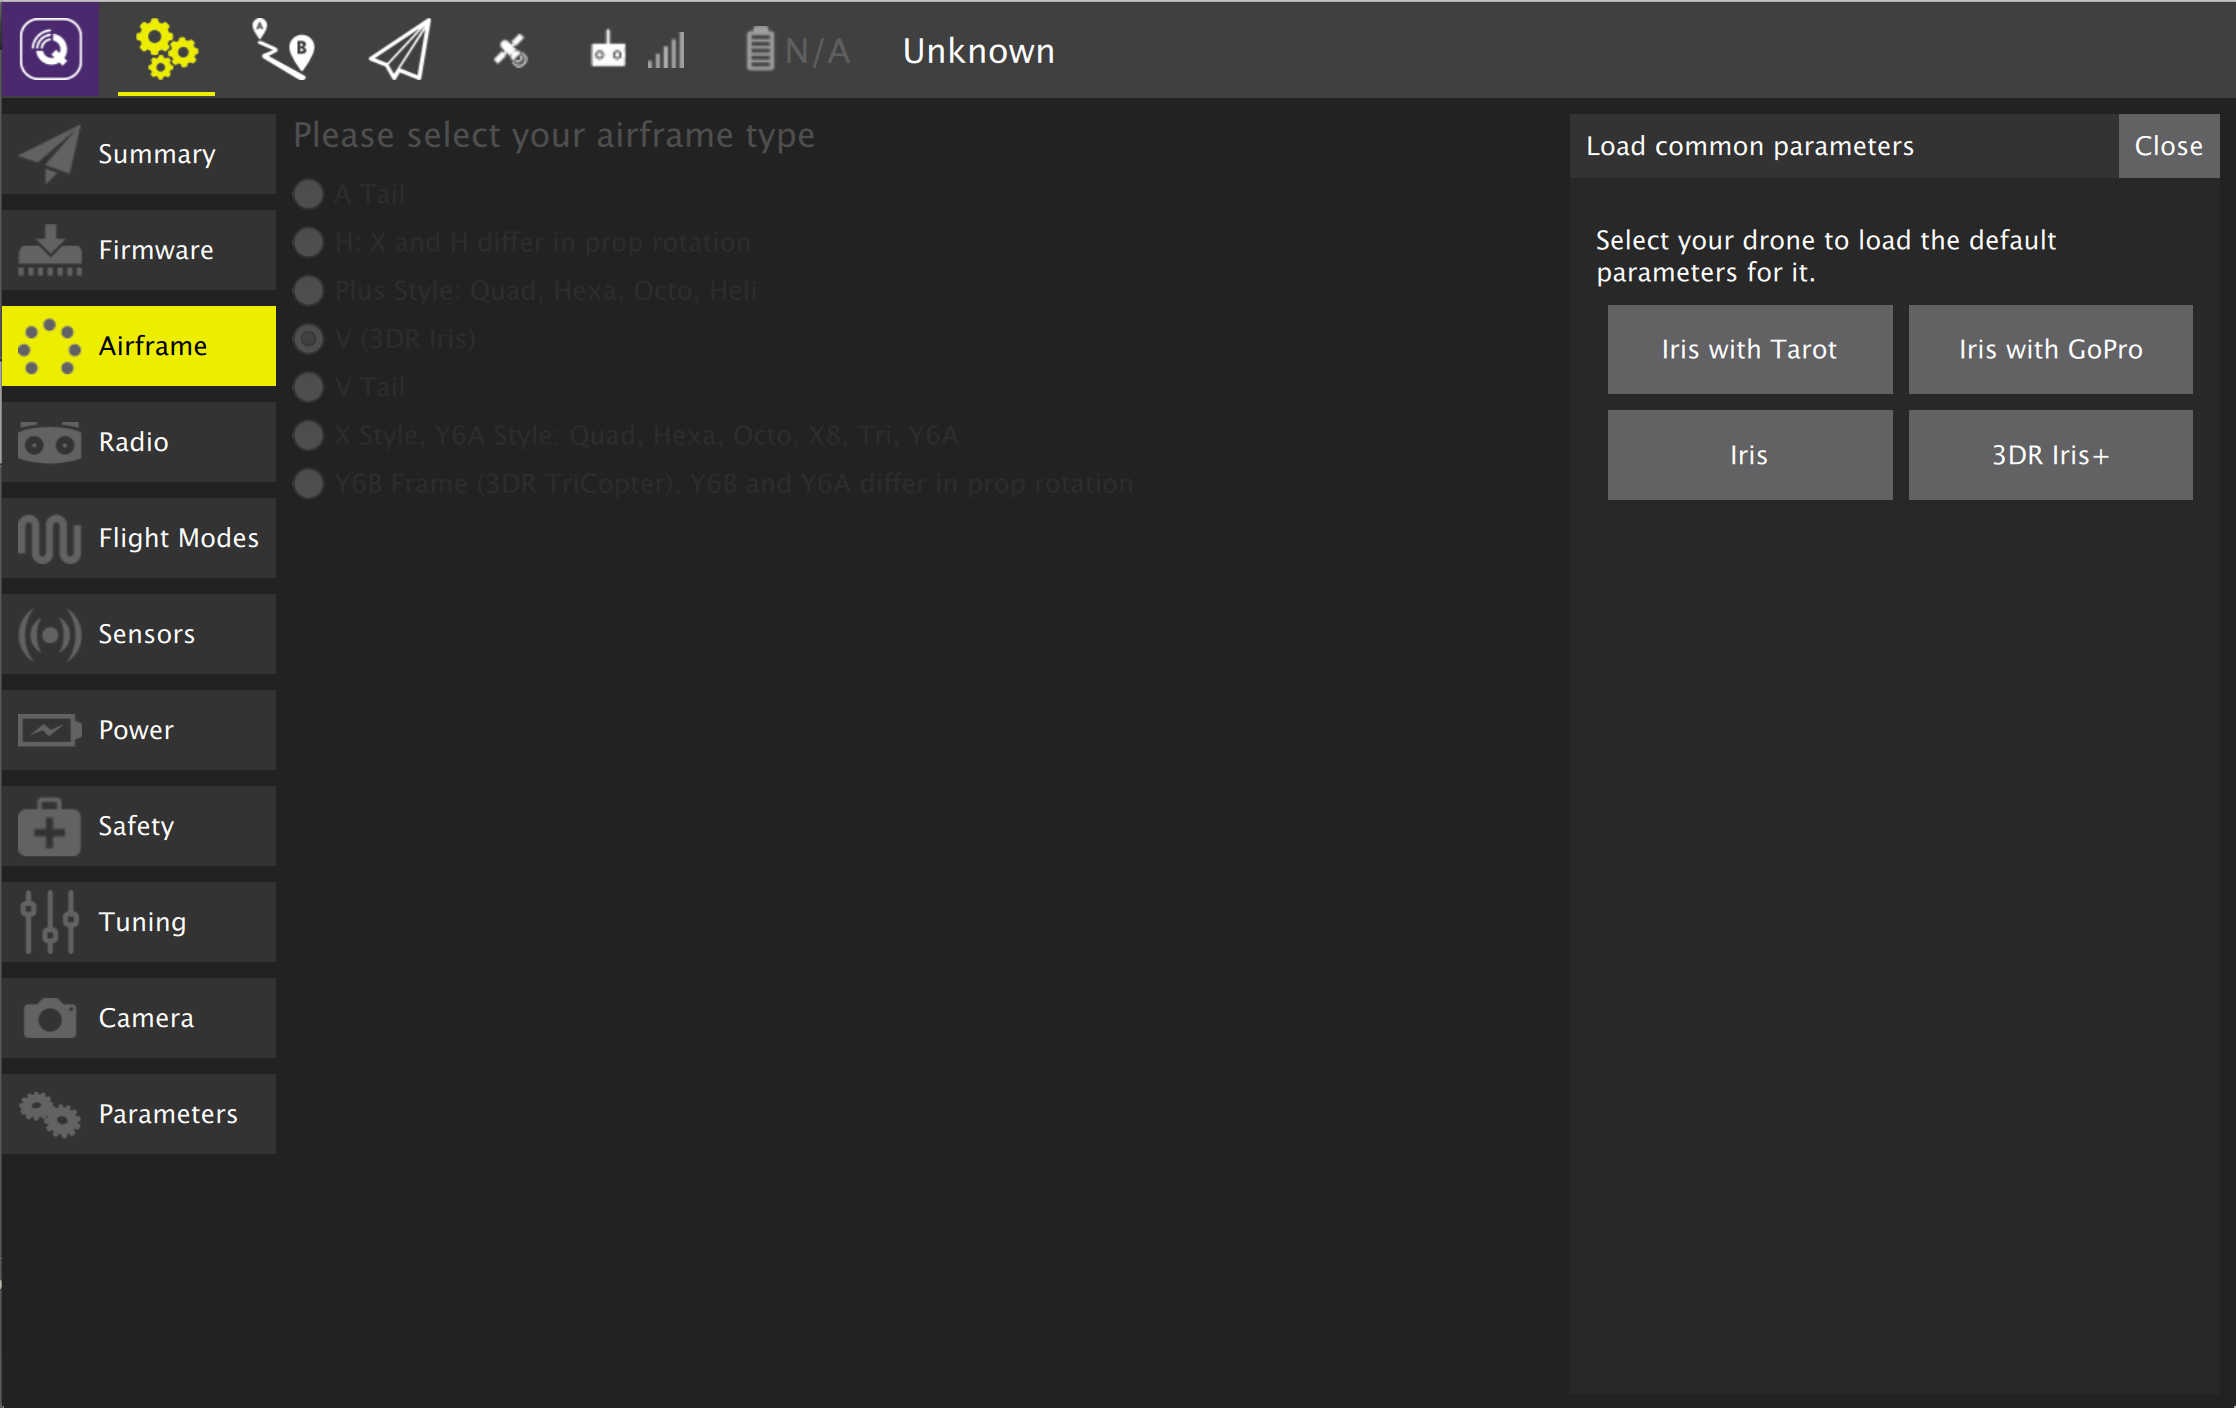 N/A Unknown
Summary
Firmware
Airframe
Radio
Flight Modes
Sensors
Power
Safety
Tuning
Camera
Parameters
Please select your airframe type
A Tail
H: X and H differ in prop rotation
Plus Style: Quad, Hexa, Octo, Heli
V (3DR Iris)
V Tail
X Style, Y6A Style: Quad, Hexa, Octo, X8, Tri, Y6A
Y6B Frame (3DR TriCopter). Y6B and Y6A differ in prop rotation
Load common parameters Close
Select your drone to load the default
parameters for it.
Iris with Tarot Iris with GoPro
Iris 3DR Iris+